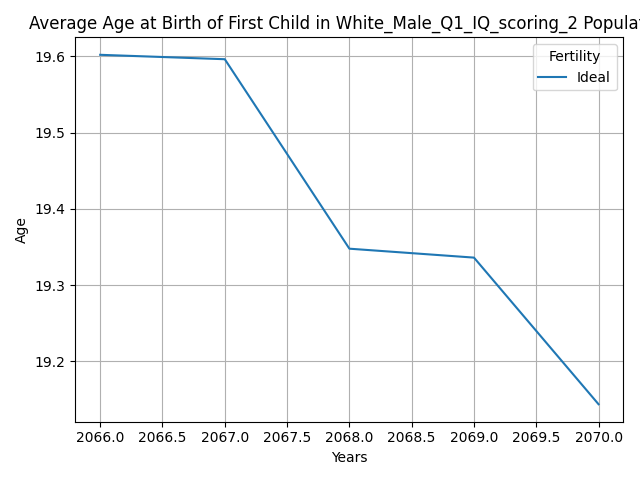 Average Age at Birth of First Child in White_Male_Q1_IQ_scoring_2
Fertility
Ideal
19.6
19.5
19.4
19.3
19.2
Age
2066.0 2066.5 2067.0 2067.5 2068.0 2068.5 2069.0 2069.5 2070.0
Years